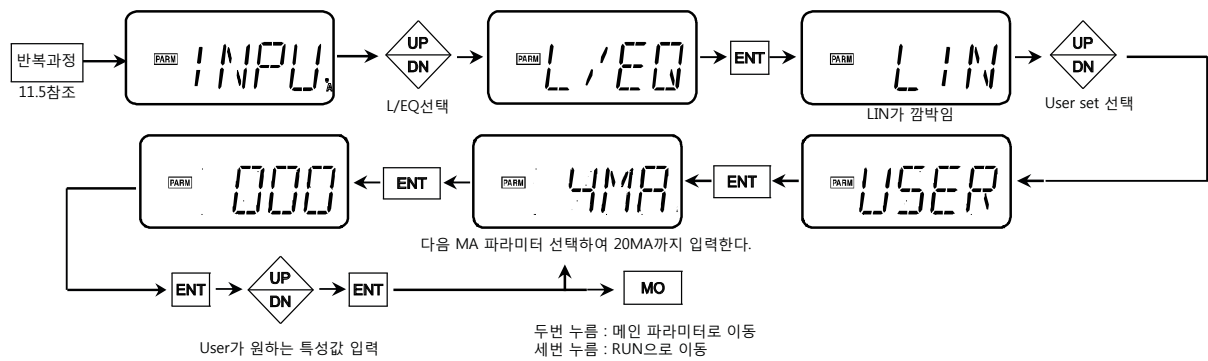 반복과정
11.5참조
PARM INPU. A
UP
DN
L/EQ선택
PARM L/EQ
ENT
PARM LIN
LIN가 깜박임
UP
DN
User set 선택
PARM 000
ENT
PARM 4MA
ENT
PARM USER
다음 MA 파라미터 선택하여 20MA까지 입력한다.
ENT
UP
DN
ENT
MO
User가 원하는 특성값 입력
두번 누름 : 메인 파라미터로 이동
세번 누름 : RUN으로 이동